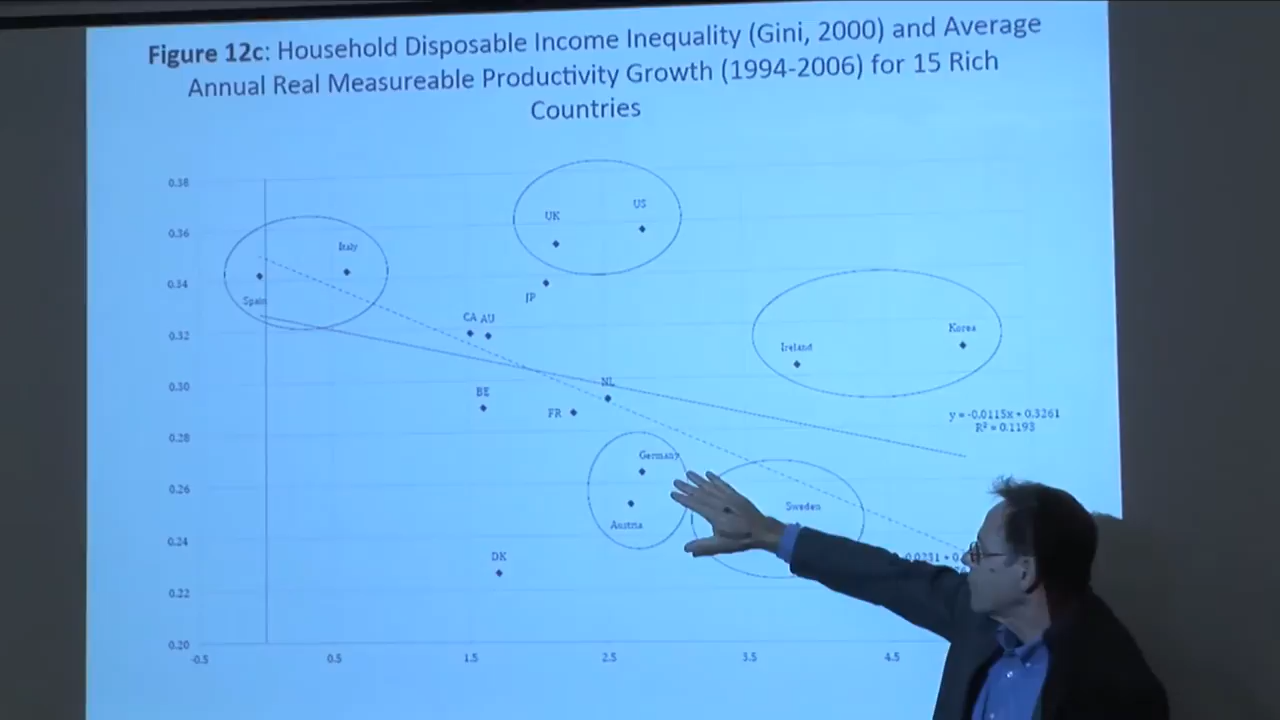 Figure 12c: Household Disposable Income Inequality (Gini, 2000) and Average
Annual Real Measureable Productivity Growth (1994-2006) for 15 Rich
Countries
0.38
0.36
0.34
0.32
0.30
0.28
0.26
0.24
0.22
0.20
-0.5
0.5
1.5
2.5
3.5
4.5
UK
US
Italy
Spain
JP
CA AU
Korea
Ireland
NL
BE
FR
y = -0.0115x + 0.3261
R² = 0.1193
Germany
Austria
Sweden
DK